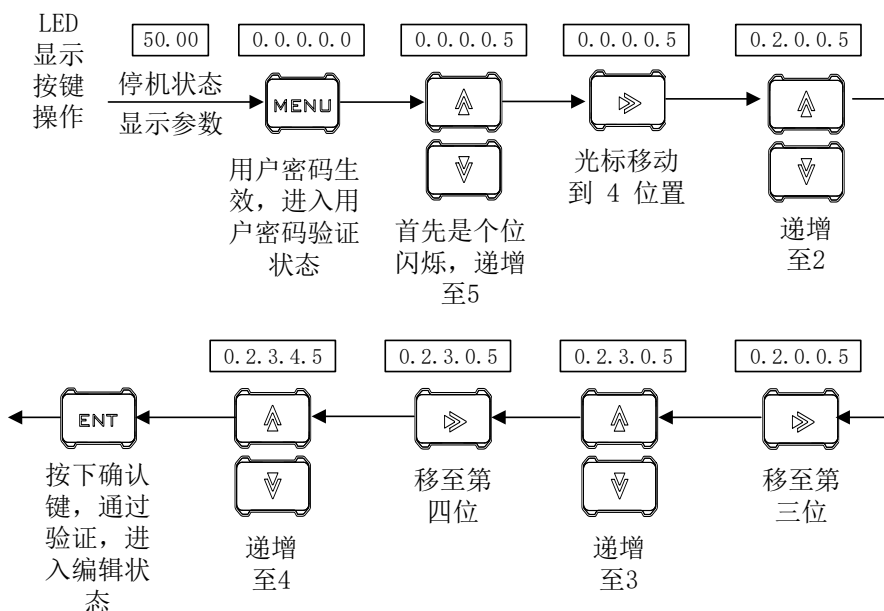 LED
显示
按键
操作
50.00
停机状态
显示参数
0.0.0.0.0
MENU
用户密码生
效，进入用
户密码验证
状态
0.0.0.0.5
首先是个位
闪烁，递增
至5
0.0.0.0.5
光标移动
到 4 位置
0.2.0.0.5
递增
至2
0.2.0.0.5
移至第
三位
0.2.3.0.5
递增
至3
0.2.3.0.5
移至第
四位
0.2.3.4.5
递增
至4
ENT
按下确认
键，通过
验证，进
入编辑状
态